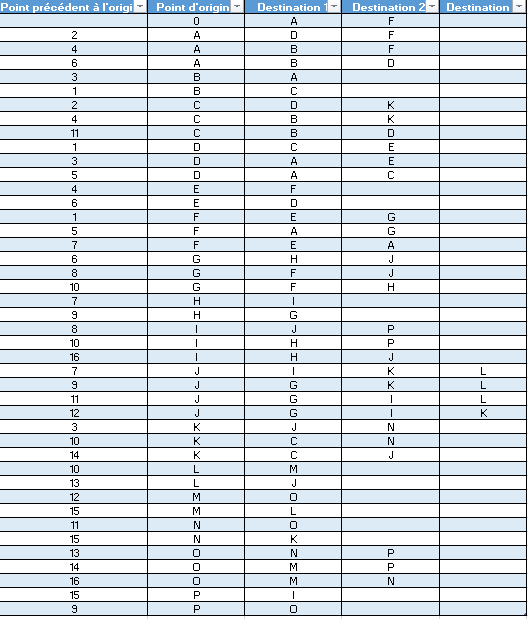 Point précédent à l'origi Point d'origin Destination 1 Destination 2 Destination
0 A F
2 A D F
4 A B F
6 A B D
3 B A
1 B C
2 C D K
4 C B K
11 C B D
1 D C E
3 D A E
5 D A C
4 E F
6 E D
1 F E G
5 F A G
7 F E A
6 G H J
8 G F J
10 G F H
7 H I
9 H G
8 I J P
10 I H P
16 I H J
7 J I K L
9 J G K L
11 J G I L
12 J G I K
3 K J N
10 K C N
14 K C J
10 L M
13 L J
12 M O
15 M L
11 N O
15 N K
13 O N P
14 O M P
16 O M N
15 P I
9 P O